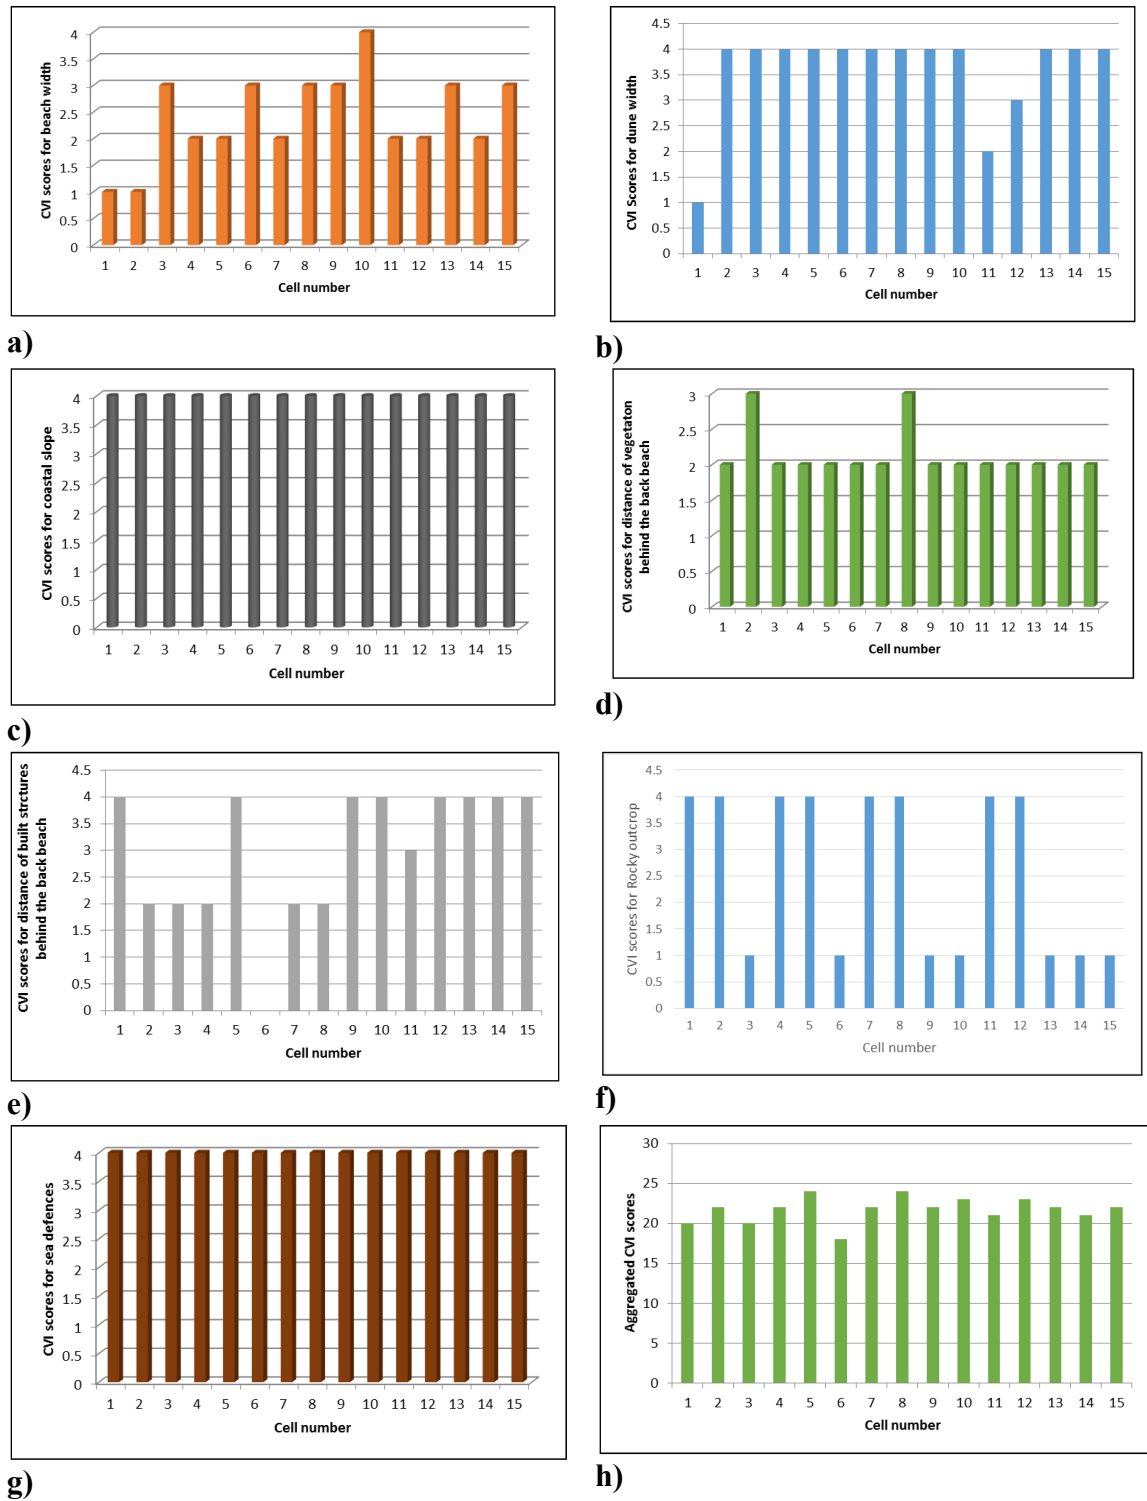 CVI scores for beach width
4
3.5
3
2.5
2
1.5
1
0.5
0
1 2 3 4 5 6 7 8 9 10 11 12 13 14 15
Cell number
a)
CVI Scores for dune width
4.5
4
3.5
3
2.5
2
1.5
1
0.5
0
1 2 3 4 5 6 7 8 9 10 11 12 13 14 15
Cell number
b)
CVI scores for coastal slope
4
3.5
3
2.5
2
1.5
1
0.5
0
1 2 3 4 5 6 7 8 9 10 11 12 13 14 15
Cell number
c)
CVI scores for distance of vegetaton
behind the back beach
3
2.5
2
1.5
1
0.5
0
1 2 3 4 5 6 7 8 9 10 11 12 13 14 15
Cell number
d)
CVI scores for distance of built strctures
behind the back beach
4.5
4
3.5
3
2.5
2
1.5
1
0.5
0
1 2 3 4 5 6 7 8 9 10 11 12 13 14 15
Cell number
e)
CVI scores for Rocky outcrop
4.5
4
3.5
3
2.5
2
1.5
1
0.5
0
1 2 3 4 5 6 7 8 9 10 11 12 13 14 15
Cell number
f)
CVI scores for sea defences
4
3.5
3
2.5
2
1.5
1
0.5
0
1 2 3 4 5 6 7 8 9 10 11 12 13 14 15
Cell number
g)
Aggregated CVI scores
30
25
20
15
10
5
0
1 2 3 4 5 6 7 8 9 10 11 12 13 14 15
Cell number
h)